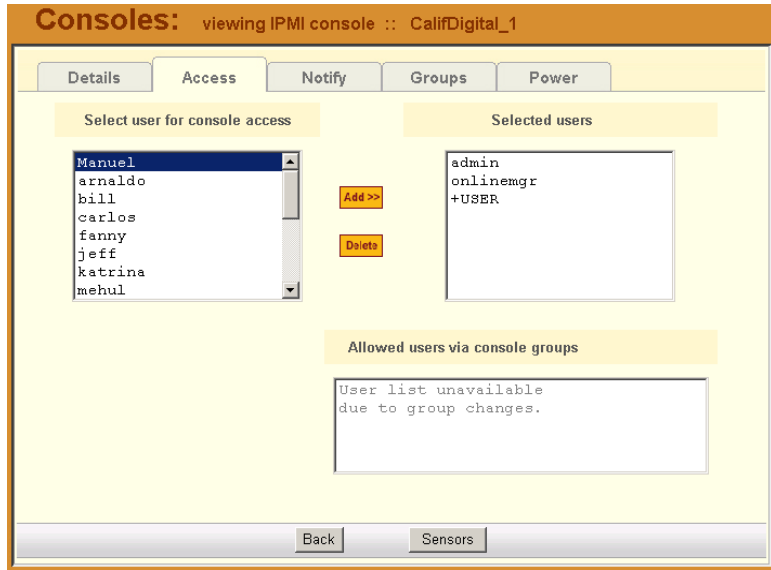 Consoles: viewing IPMI console :: CalifDigital_1
Details Access Notify Groups Power
Select user for console access
Selected users
Manuel
arnaldo
bill
carlos
fanny
jeff
katrina
mehul
Add >>
Delete
admin
onlinemgr
+USER
Allowed users via console groups
User list unavailable
due to group changes.
Back Sensors